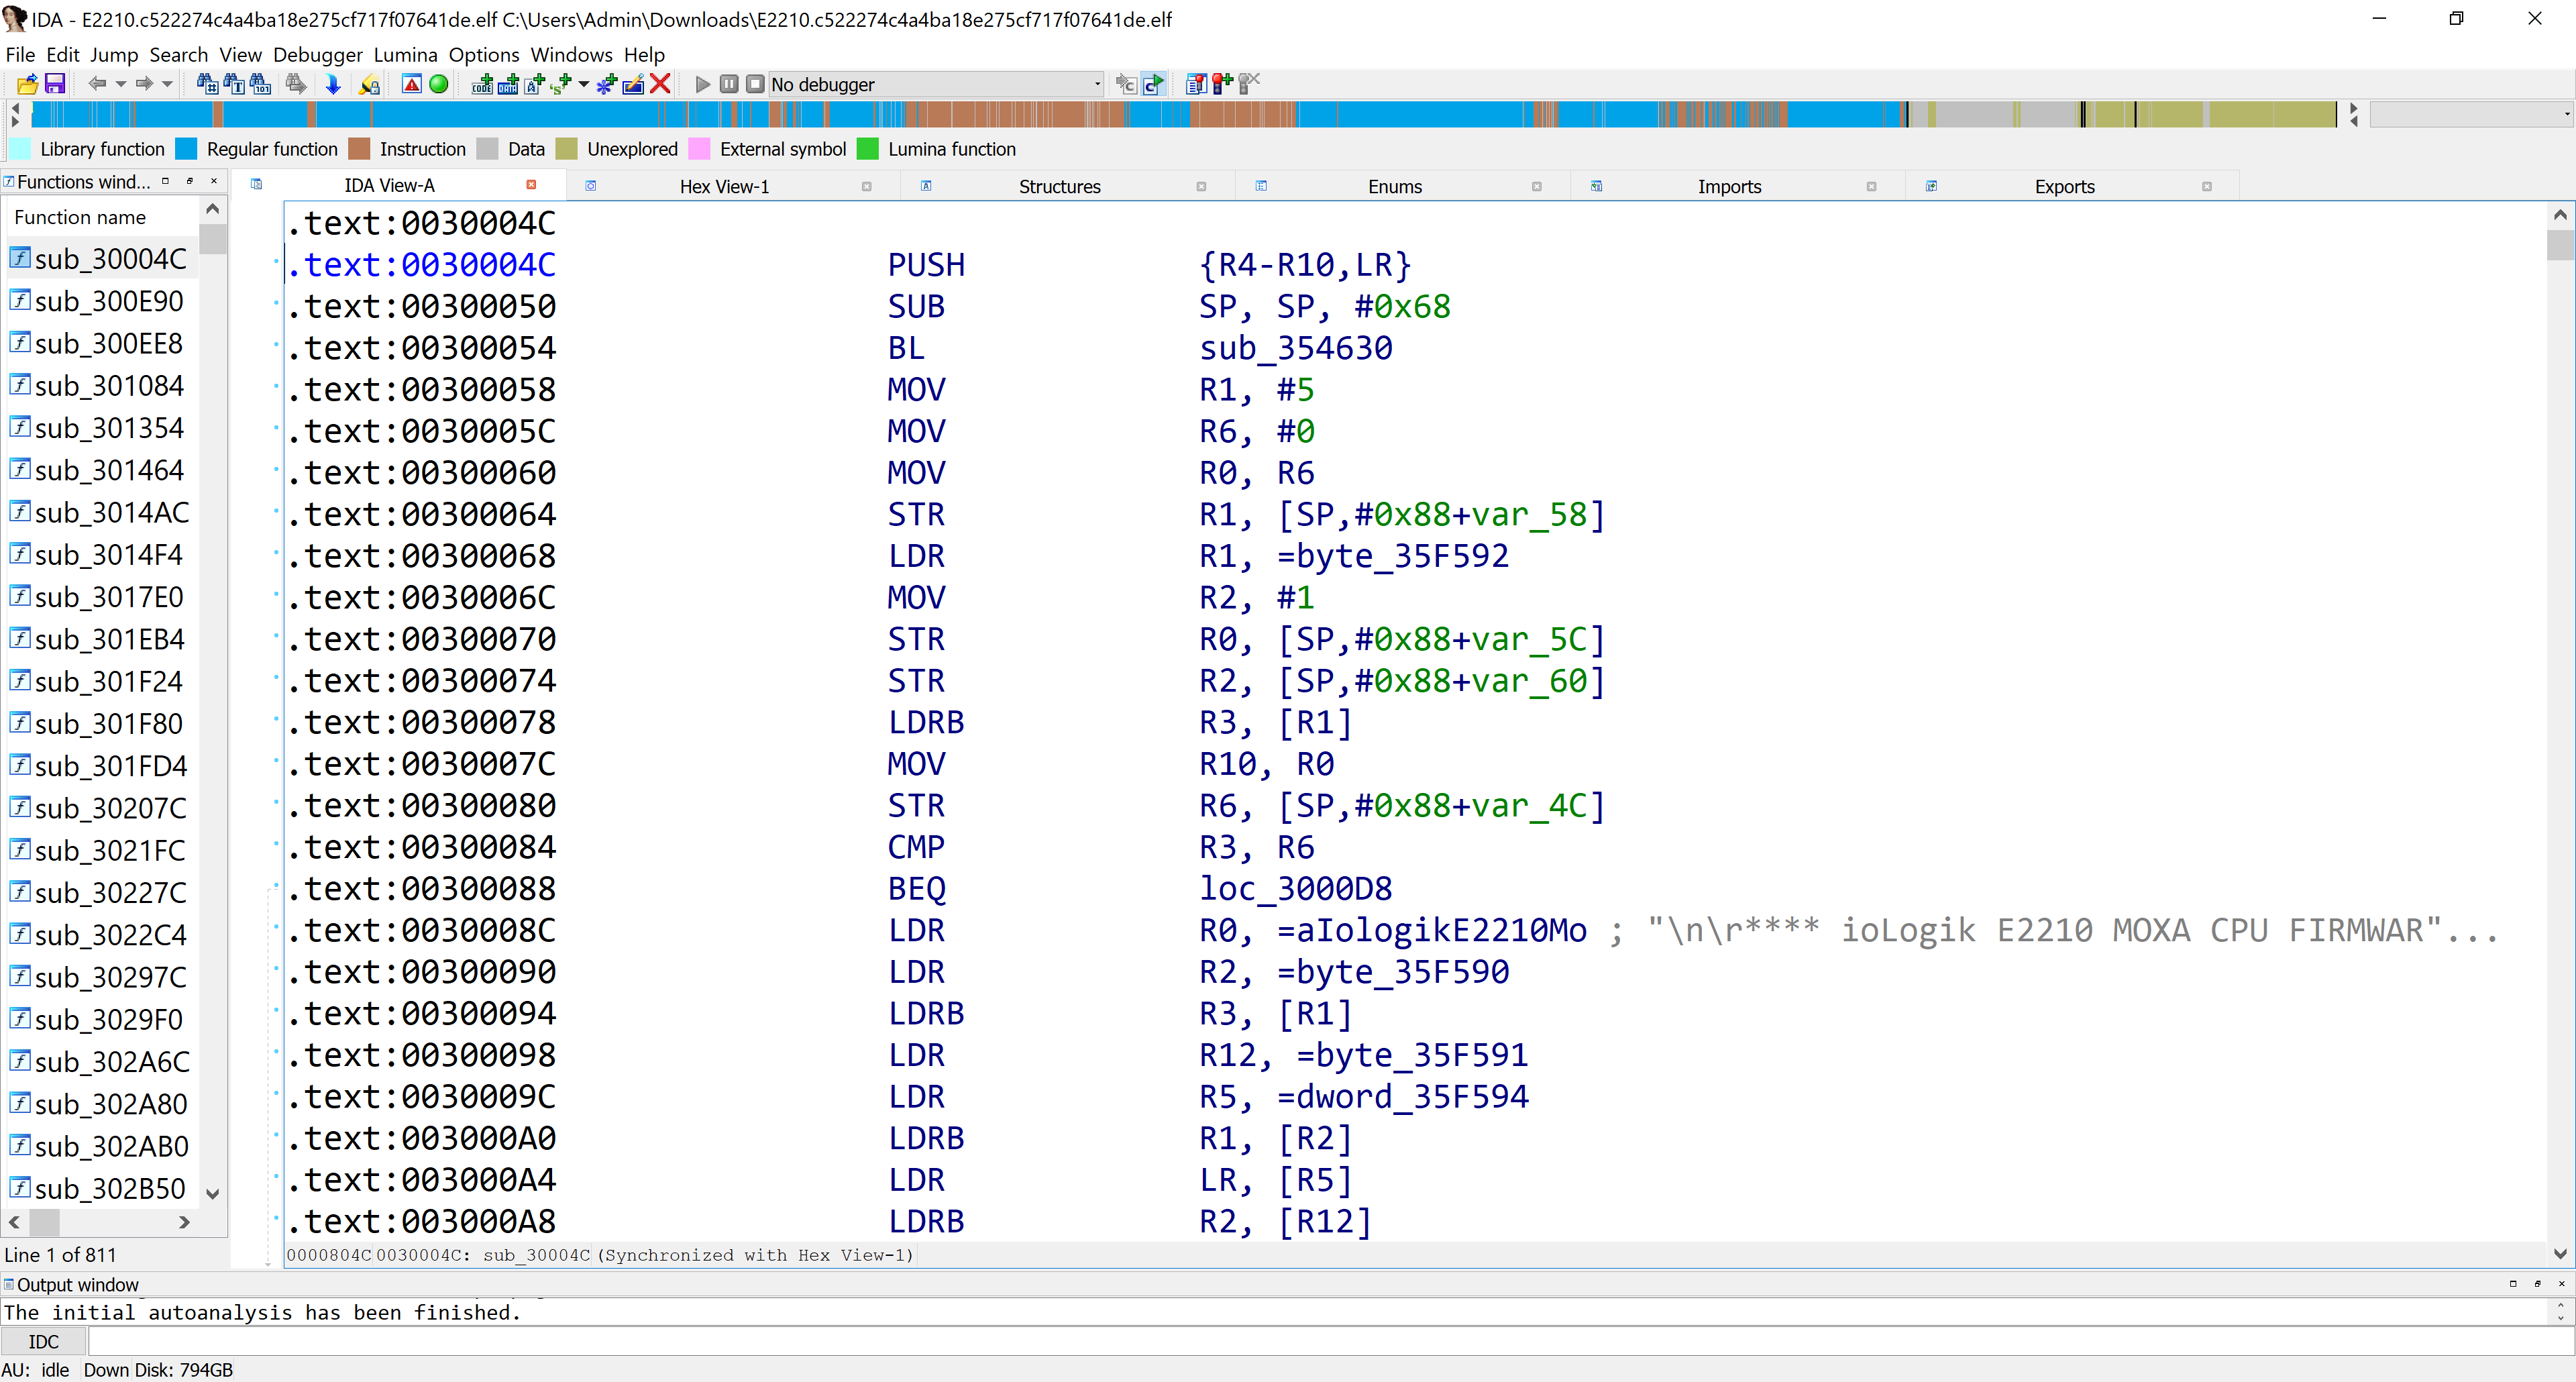 IDA - E2210.c522274c4a4ba18e275cf717f07641de.elf C:\Users\Admin\Downloads\E2210.c522274c4a4ba18e275cf717f07641de.elf
File Edit Jump Search View Debugger Lumina Options Windows Help
No debugger
Library function Regular function Instruction Data Unexplored External symbol Lumina function
Functions wind...
IDA View-A Hex View-1 Structures Enums Imports Exports
Function name
sub_30004C
sub_300E90
sub_300EE8
sub_301084
sub_301354
sub_301464
sub_3014AC
sub_3014F4
sub_3017E0
sub_301EB4
sub_301F24
sub_301F80
sub_301FD4
sub_30207C
sub_3021FC
sub_30227C
sub_3022C4
sub_30297C
sub_3029F0
sub_302A6C
sub_302A80
sub_302AB0
sub_302B50
Line 1 of 811
.text:0030004C
.text:0030004C PUSH {R4-R10,LR}
.text:00300050 SUB SP, SP, #0x68
.text:00300054 BL sub_354630
.text:00300058 MOV R1, #5
.text:0030005C MOV R6, #0
.text:00300060 MOV R0, R6
.text:00300064 STR R1, [SP,#0x88+var_58]
.text:00300068 LDR R1, =byte_35F592
.text:0030006C MOV R2, #1
.text:00300070 STR R0, [SP,#0x88+var_5C]
.text:00300074 STR R2, [SP,#0x88+var_60]
.text:00300078 LDRB R3, [R1]
.text:0030007C MOV R10, R0
.text:00300080 STR R6, [SP,#0x88+var_4C]
.text:00300084 CMP R3, R6
.text:00300088 BEQ loc_3000D8
.text:0030008C LDR R0, =aIologikE2210Mo ; "\n\r**** ioLogik E2210 MOXA CPU FIRMWAR"...
.text:00300090 LDR R2, =byte_35F590
.text:00300094 LDRB R3, [R1]
.text:00300098 LDR R12, =byte_35F591
.text:0030009C LDR R5, =dword_35F594
.text:003000A0 LDRB R1, [R2]
.text:003000A4 LDR LR, [R5]
.text:003000A8 LDRB R2, [R12]
0000804C 0030004C: sub_30004C (Synchronized with Hex View-1)
Output window
The initial autoanalysis has been finished.
IDC
AU: idle Down Disk: 794GB